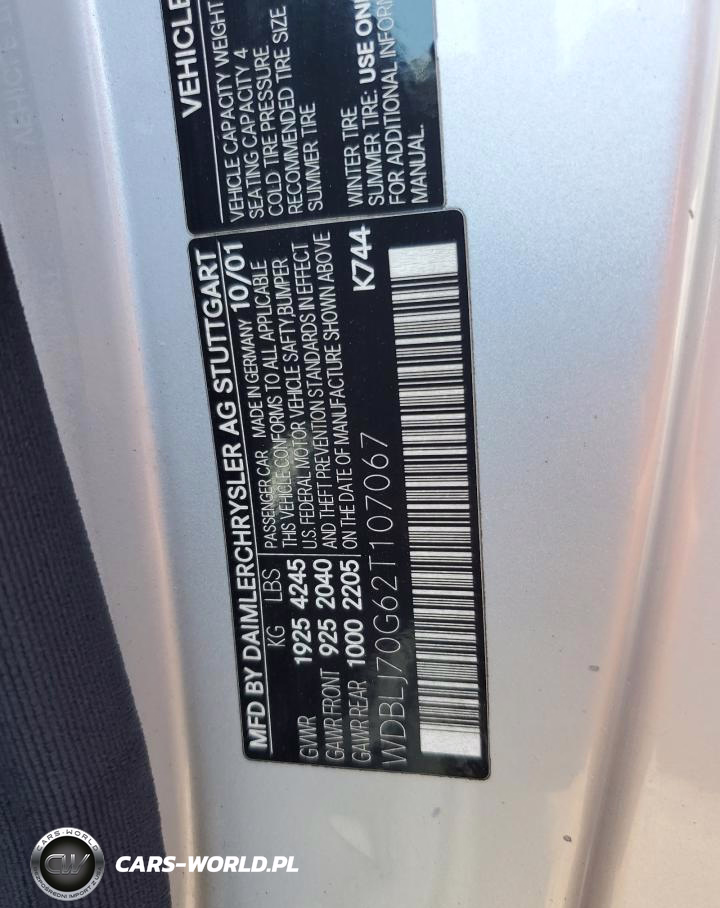 VEHICLE
VEHICLE CAPACITY WEIGHT
SEATING CAPACITY 4
COLD TIRE PRESSURE
RECOMMENDED TIRE SIZE
SUMMER TIRE
WINTER TIRE
SUMMER TIRE: USE
FOR ADDITIONAL
MANUAL.
MFD BY DAIMLERCHRYSLER AG STUTTGART
KG LBS PASSENGER CAR MADE IN GERMANY 10/01
GVWR 1925 4245 THIS VEHICLE CONFORMS TO ALL APPLICABLE
U.S. FEDERAL MOTOR VEHICLE SAFTY BUMPER
GAWR FRONT 925 2040 AND THEFT PREVENTION STANDARDS IN EFFECT
GAWR REAR 1000 2205 ON THE DATE OF MANUFACTURE SHOWN ABOVE
WDBLJ70G62T107067 K744
CARS-WORLD
CW
CARS-WORLD.PL